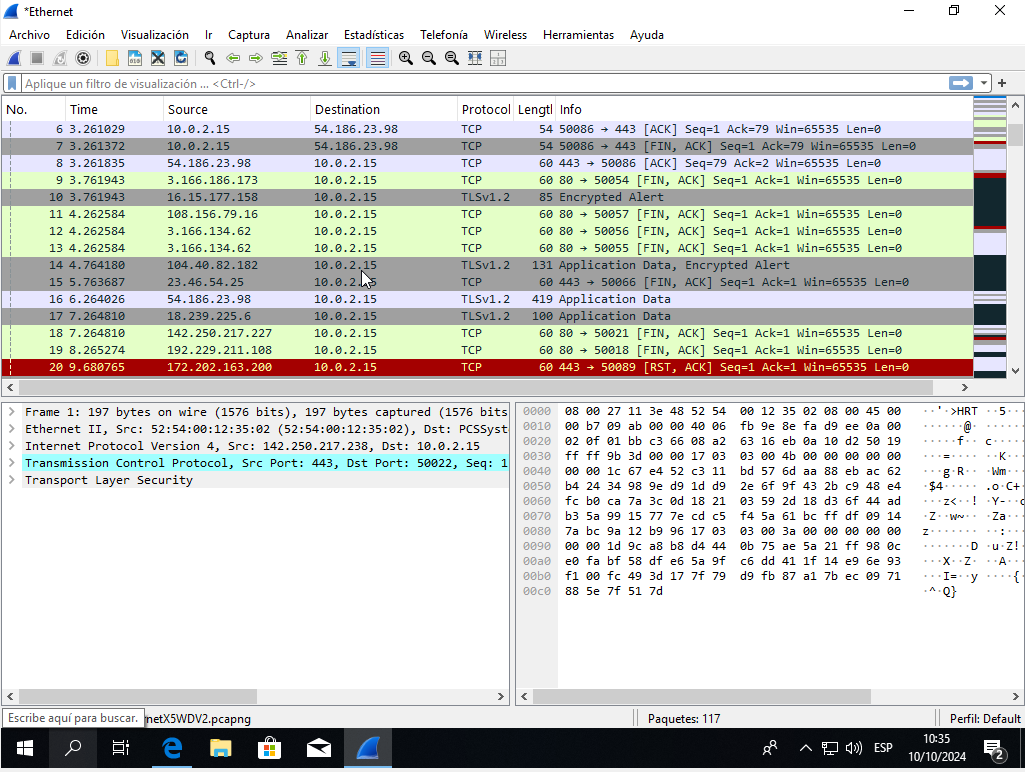 *Ethernet
Archivo Edición Visualización Ir Captura Analizar Estadísticas Telefonía Wireless Herramientas Ayuda
Aplique un filtro de visualización ... <Ctrl-/>
No. Time Source Destination Protocol Lengtl Info
6 3.261029 10.0.2.15 54.186.23.98 TCP 54 50086 → 443 [ACK] Seq=1 Ack=79 Win=65535 Len=0
7 3.261372 10.0.2.15 54.186.23.98 TCP 54 50086 → 443 [FIN, ACK] Seq=1 Ack=79 Win=65535 Len=0
8 3.261835 54.186.23.98 10.0.2.15 TCP 60 443 → 50086 [ACK] Seq=79 Ack=2 Win=65535 Len=0
9 3.761943 3.166.186.173 10.0.2.15 TCP 60 80 → 50054 [FIN, ACK] Seq=1 Ack=1 Win=65535 Len=0
10 3.761943 16.15.177.158 10.0.2.15 TLSv1.2 85 Encrypted Alert
11 4.262584 108.156.79.16 10.0.2.15 TCP 60 80 → 50057 [FIN, ACK] Seq=1 Ack=1 Win=65535 Len=0
12 4.262584 3.166.134.62 10.0.2.15 TCP 60 80 → 50056 [FIN, ACK] Seq=1 Ack=1 Win=65535 Len=0
13 4.262584 3.166.134.62 10.0.2.15 TCP 60 80 → 50055 [FIN, ACK] Seq=1 Ack=1 Win=65535 Len=0
14 4.764180 104.40.82.182 10.0.2.15 TLSv1.2 131 Application Data, Encrypted Alert
15 5.763687 23.46.54.25 10.0.2.15 TCP 60 443 → 50066 [FIN, ACK] Seq=1 Ack=1 Win=65535 Len=0
16 6.264026 54.186.23.98 10.0.2.15 TLSv1.2 419 Application Data
17 7.264810 18.239.225.6 10.0.2.15 TLSv1.2 100 Application Data
18 7.264810 142.250.217.227 10.0.2.15 TCP 60 80 → 50021 [FIN, ACK] Seq=1 Ack=1 Win=65535 Len=0
19 8.265274 192.229.211.108 10.0.2.15 TCP 60 80 → 50018 [FIN, ACK] Seq=1 Ack=1 Win=65535 Len=0
20 9.680765 172.202.163.200 10.0.2.15 TCP 60 443 → 50089 [RST, ACK] Seq=1 Ack=1 Win=65535 Len=0
Frame 1: 197 bytes on wire (1576 bits), 197 bytes captured (1576 bits
Ethernet II, Src: 52:54:00:12:35:02 (52:54:00:12:35:02), Dst: PCSSyst
Internet Protocol Version 4, Src: 142.250.217.238, Dst: 10.0.2.15
Transmission Control Protocol, Src Port: 443, Dst Port: 50022, Seq: 1
Transport Layer Security
0000 08 00 27 11 3e 48 52 54 00 12 35 02 08 00 45 00 ··'·>HRT ··5···
0010 00 b7 09 ab 00 00 40 06 fb 9e 8e fa d9 ee 0a 00 ······@·
0020 02 0f 01 bb c3 66 08 a2 63 16 eb 0a 10 d2 50 19 ·····f·· c·
0030 ff ff 9b 3d 00 00 17 03 03 00 4b 00 00 00 00 00 ···=···· ··K
0040 00 00 1c 67 e4 52 c3 11 bd 57 6d aa 88 eb ac 62 ···g·R·· ·Wm
0050 b4 24 34 98 9e d9 1d d9 2e 6f 9f 43 2b c9 48 e4 ·$4····· .o·C+
0060 fc b0 ca 7a 3c 0d 18 21 03 59 2d 18 d3 6f 44 ad ···z<··! ·Y-··
0070 b3 5a 99 15 77 7e cd c5 f4 5a 61 bc ff df 09 14 ·Z··w~·· ·Za
0080 7a bc 9a 12 b9 96 17 03 03 00 3a 00 00 00 00 00 z······· ··:
0090 00 00 1d 9c a8 b8 d4 44 0b 75 ae 5a 21 ff 98 0c ·······D ·u·Z!
00a0 e0 fa bf 58 df e6 5a 9f c6 dd 41 1f 14 e9 6e 93 ···X··Z· ··A
00b0 f1 00 fc 49 3d 17 7f 79 d9 fb 87 a1 7b ec 09 71 ···I=··y ····{
00c0 88 5e 7f 51 7d ·^·Q}
Escribe aquí para buscar.
netX5WDV2.pcapng
Paquetes: 117
Perfil: Default
ESP
10:35
10/10/2024
2